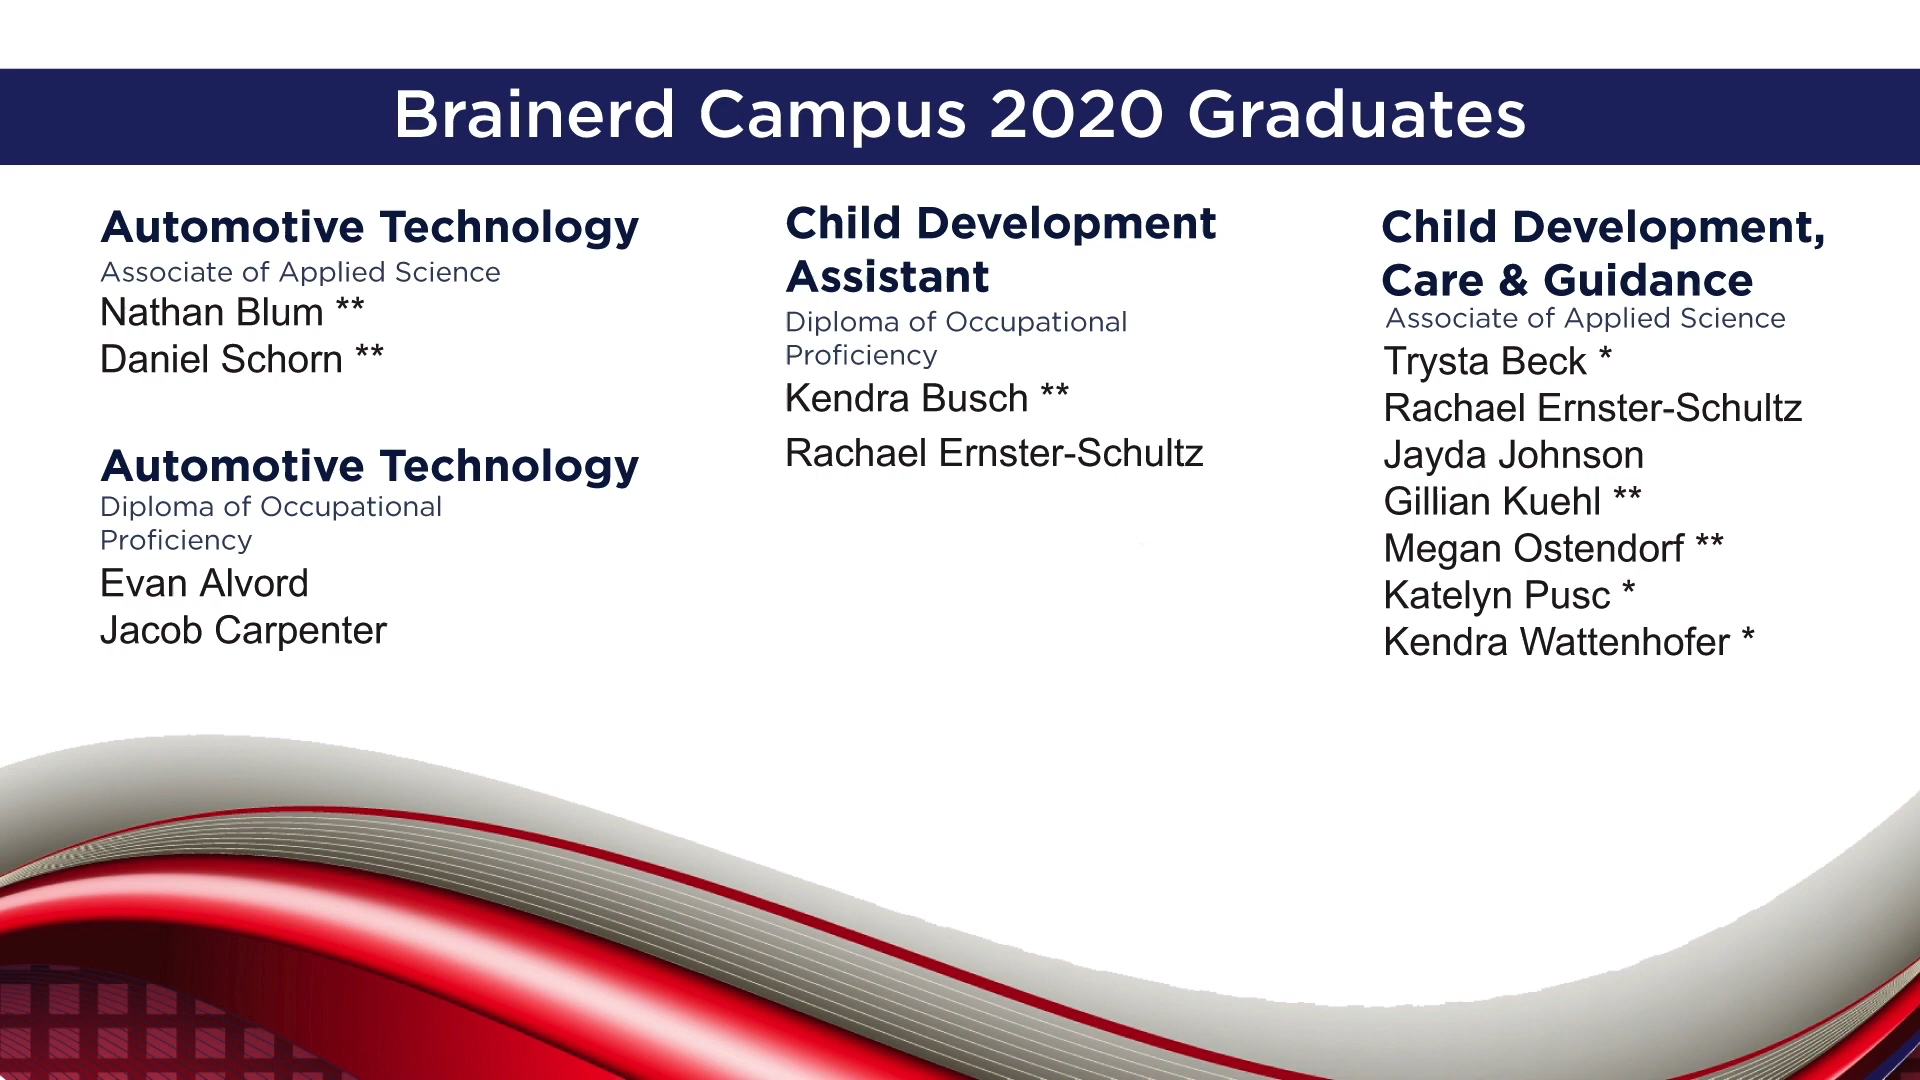 Brainerd Campus 2020 Graduates
Automotive Technology
Associate of Applied Science
Nathan Blum **
Daniel Schorn **
Automotive Technology
Diploma of Occupational
Proficiency
Evan Alvord
Jacob Carpenter
Child Development
Assistant
Diploma of Occupational
Proficiency
Kendra Busch **
Rachael Ernster-Schultz
Child Development,
Care & Guidance
Associate of Applied Science
Trysta Beck *
Rachael Ernster-Schultz
Jayda Johnson
Gillian Kuehl **
Megan Ostendorf **
Katelyn Pusc *
Kendra Wattenhofer *